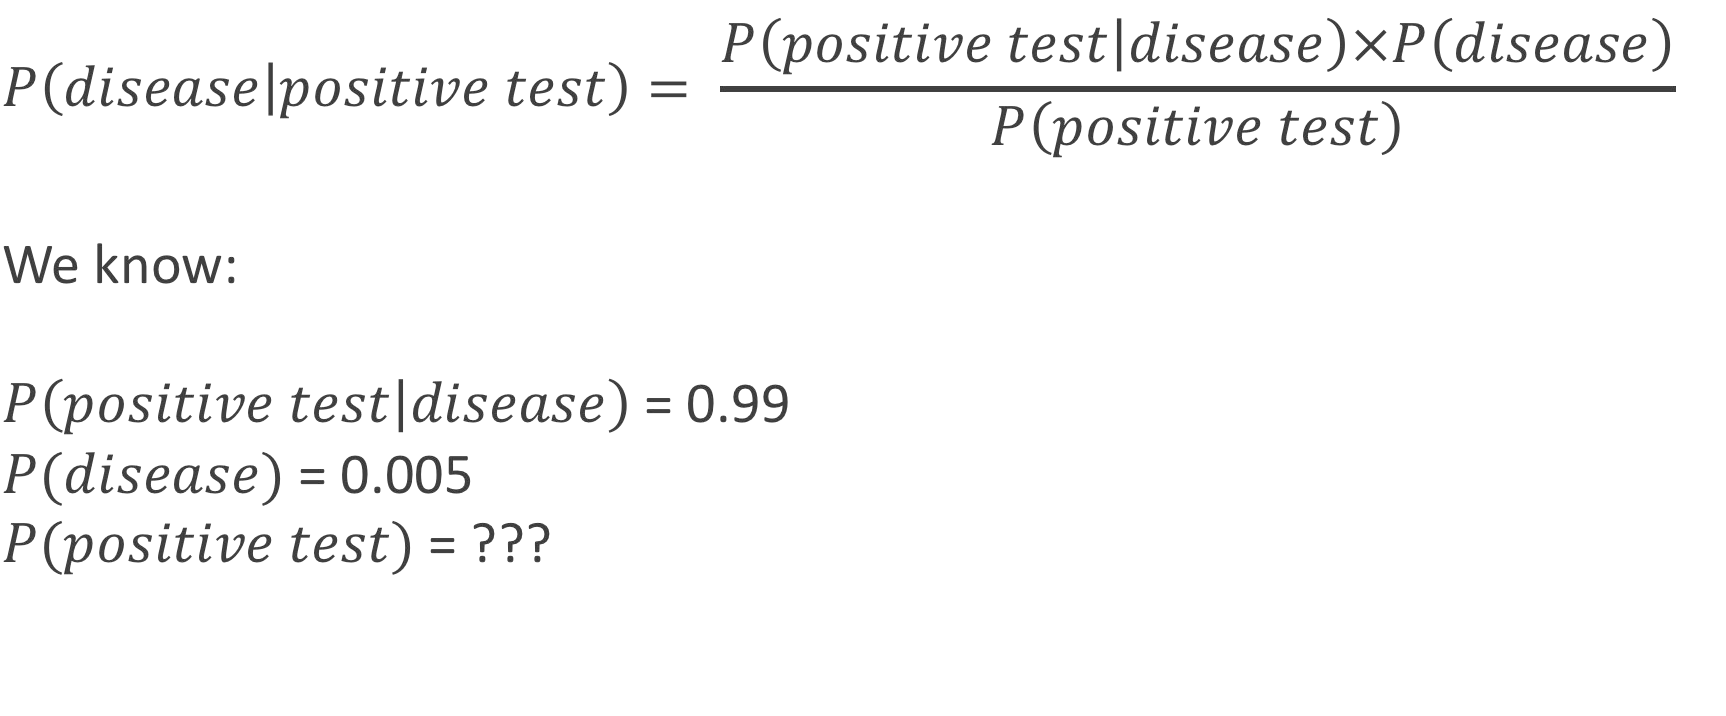 P(disease|positive test) = P(positive test|disease)×P(disease) / P(positive test)
We know:
P(positive test|disease) = 0.99
P(disease) = 0.005
P(positive test) = ???